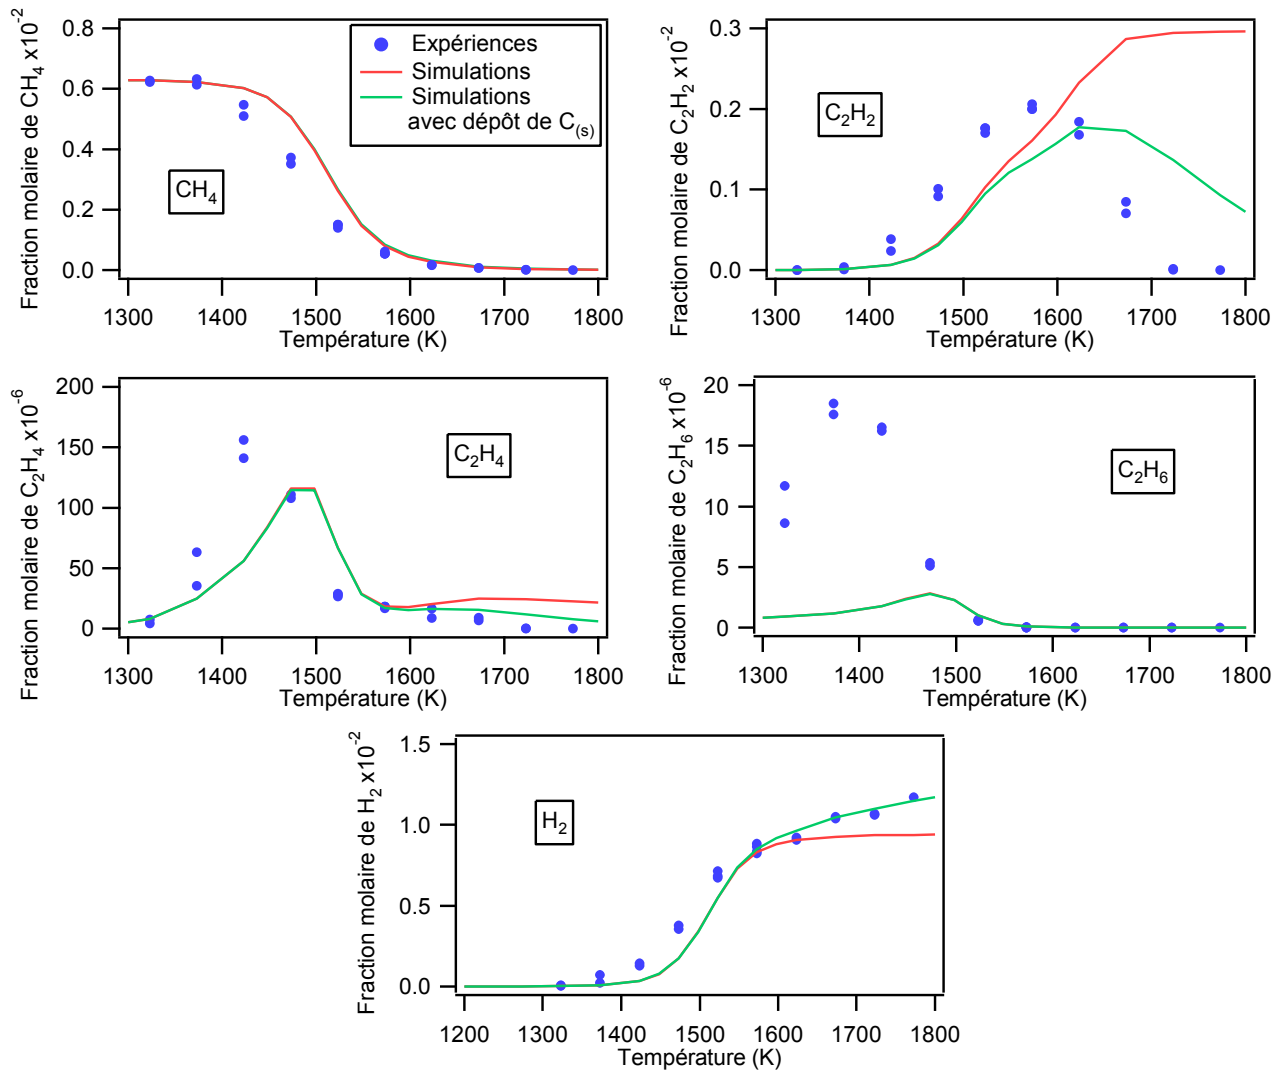 Fraction molaire de CH4 x10-2
0.8
0.6
0.4
0.2
0.0
Expériences
Simulations
Simulations
avec dépôt de C(s)
CH4
1300 1400 1500 1600 1700 1800
Température (K)
Fraction molaire de C2H2 x10-2
0.3
0.2
0.1
0.0
C2H2
1300 1400 1500 1600 1700 1800
Température (K)
Fraction molaire de C2H4 x10-6
200
150
100
50
0
C2H4
1300 1400 1500 1600 1700 1800
Température (K)
Fraction molaire de C2H6 x10-6
20
15
10
5
0
C2H6
1300 1400 1500 1600 1700 1800
Température (K)
Fraction molaire de H2 x10-2
1.5
1.0
0.5
0.0
H2
1200 1300 1400 1500 1600 1700 1800
Température (K)